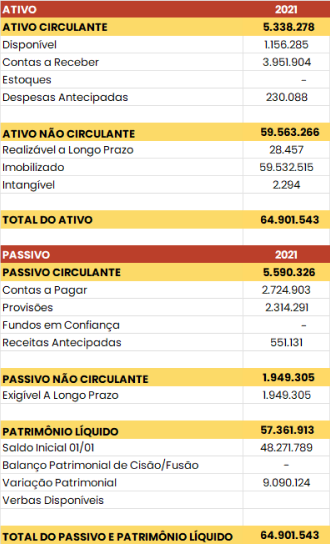 ATIVO 2021
ATIVO CIRCULANTE 5.338.278
Disponível 1.156.285
Contas a Receber 3.951.904
Estoques -
Despesas Antecipadas 230.088
ATIVO NÃO CIRCULANTE 59.563.266
Realizável a Longo Prazo 28.457
Imobilizado 59.532.515
Intangível 2.294
TOTAL DO ATIVO 64.901.543
PASSIVO 2021
PASSIVO CIRCULANTE 5.590.326
Contas a Pagar 2.724.903
Provisões 2.314.291
Fundos em Confiança -
Receitas Antecipadas 551.131
PASSIVO NÃO CIRCULANTE 1.949.305
Exigível A Longo Prazo 1.949.305
PATRIMÔNIO LÍQUIDO 57.361.913
Saldo Inicial 01/01 48.271.789
Balanço Patrimonial de Cisão/Fusão -
Variação Patrimonial 9.090.124
Verbas Disponíveis
TOTAL DO PASSIVO E PATRIMÔNIO LÍQUIDO 64.901.543